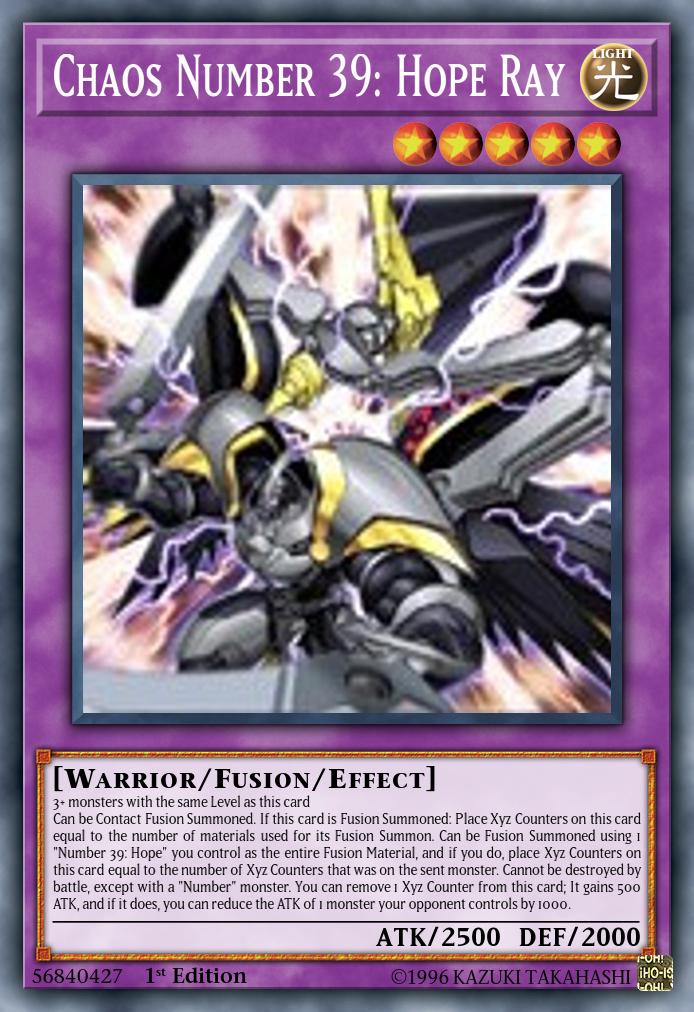 CHAOS NUMBER 39: HOPE RAY
LIGHT
光
[WARRIOR/FUSION/EFFECT]
3+ monsters with the same Level as this card
Can be Contact Fusion Summoned. If this card is Fusion Summoned: Place Xyz Counters on this card
equal to the number of materials used for its Fusion Summon. Can be Fusion Summoned using 1
"Number 39: Hope" you control as the entire Fusion Material, and if you do, place Xyz Counters on
this card equal to the number of Xyz Counters that was on the sent monster. Cannot be destroyed by
battle, except with a "Number" monster. You can remove 1 Xyz Counter from this card; It gains 500
ATK, and if it does, you can reduce the ATK of 1 monster your opponent controls by 1000.
ATK/2500 DEF/2000
56840427 1st Edition ©1996 KAZUKI TAKAHASHI